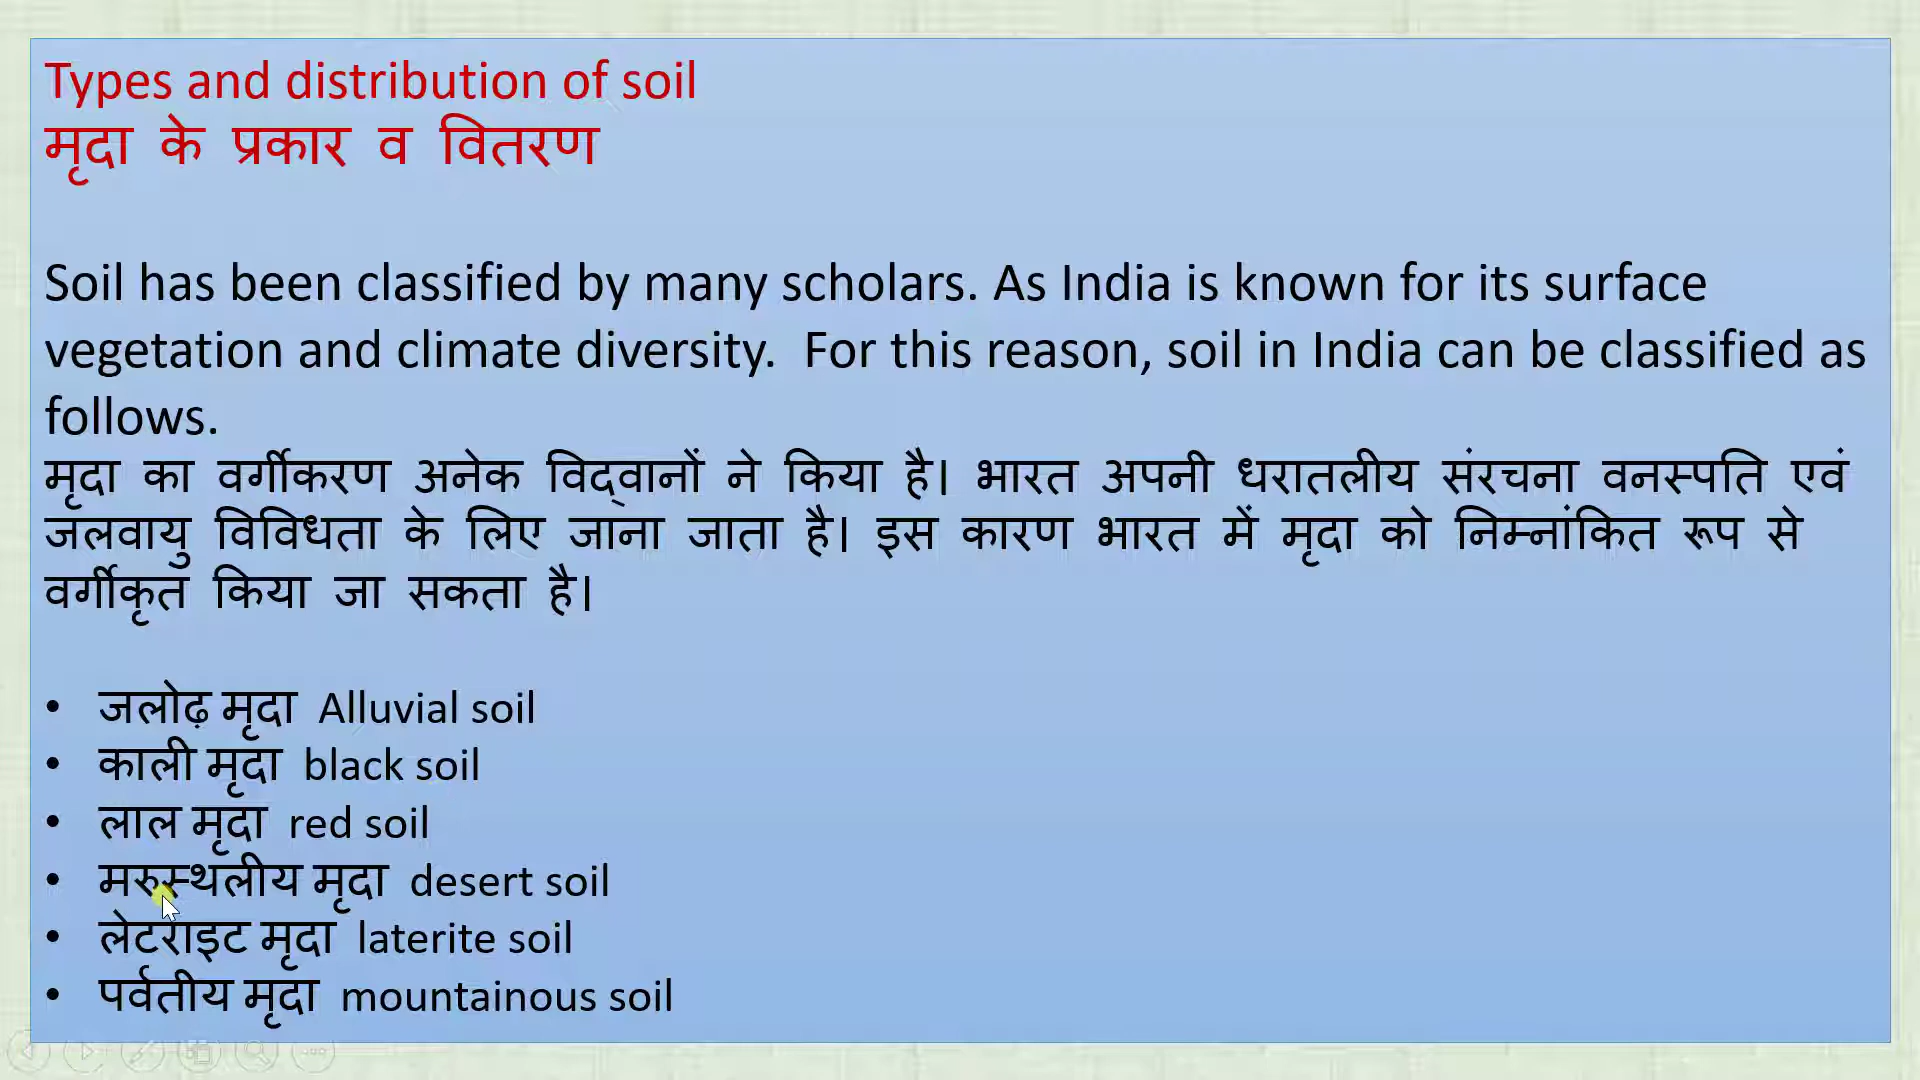 Types and distribution of soil
मृदा के प्रकार व वितरण
Soil has been classified by many scholars. As India is known for its surface
vegetation and climate diversity. For this reason, soil in India can be classified as
follows.
मृदा का वर्गीकरण अनेक विद्वानों ने किया है। भारत अपनी धरातलीय संरचना वनस्पति एवं
जलवायु विविधता के लिए जाना जाता है। इस कारण भारत में मृदा को निम्नांकित रूप से
वर्गीकृत किया जा सकता है।
• जलोढ़ मृदा Alluvial soil
• काली मृदा black soil
• लाल मृदा red soil
• मरुस्थलीय मृदा desert soil
• लेटराइट मृदा laterite soil
• पर्वतीय मृदा mountainous soil